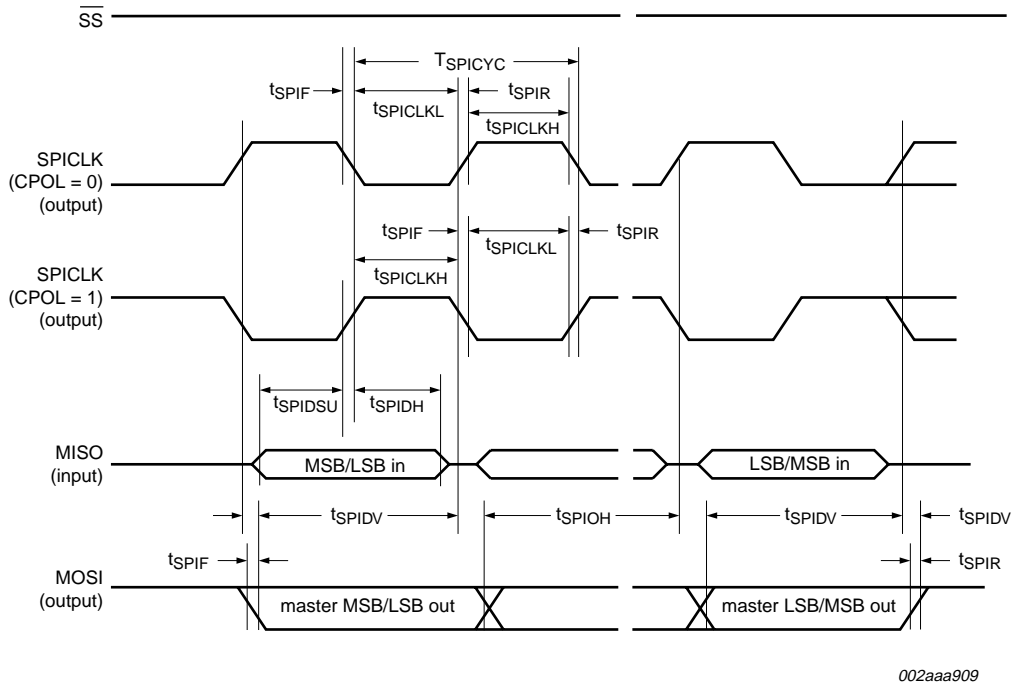 SS
TSPICYC
tSPIF
tSPICLKL
tSPIR
tSPICLKH
SPICLK
(CPOL = 0)
(output)
tSPIF
tSPICLKL
tSPIR
tSPICLKH
SPICLK
(CPOL = 1)
(output)
tSPIDSU
tSPIDH
MISO
(input)
MSB/LSB in
LSB/MSB in
tSPIDV
tSPIOH
tSPIDV
tSPIDV
tSPIF
tSPIR
MOSI
(output)
master MSB/LSB out
master LSB/MSB out
002aaa909